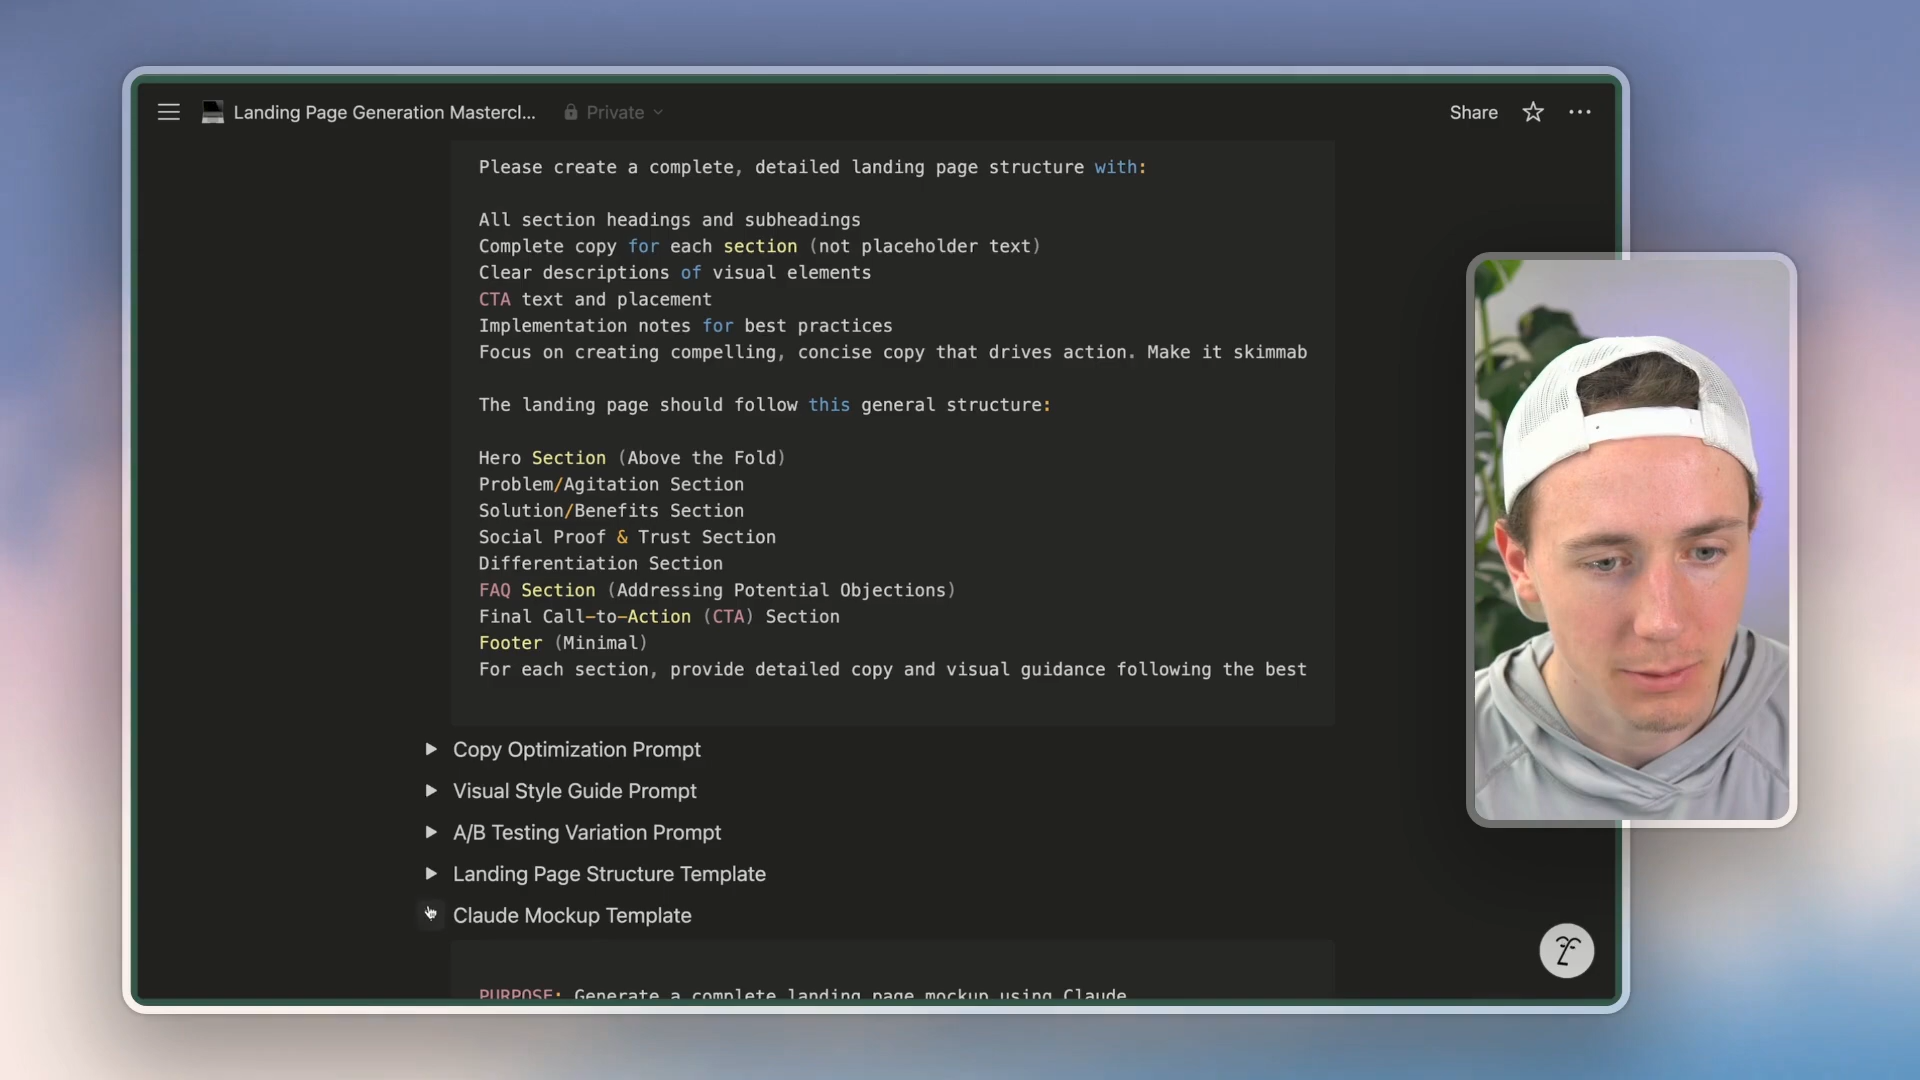 Landing Page Generation Mastercl...
Private
Share
Please create a complete, detailed landing page structure with:
All section headings and subheadings
Complete copy for each section (not placeholder text)
Clear descriptions of visual elements
CTA text and placement
Implementation notes for best practices
Focus on creating compelling, concise copy that drives action. Make it skimmab
The landing page should follow this general structure:
Hero Section (Above the Fold)
Problem/Agitation Section
Solution/Benefits Section
Social Proof & Trust Section
Differentiation Section
FAQ Section (Addressing Potential Objections)
Final Call-to-Action (CTA) Section
Footer (Minimal)
For each section, provide detailed copy and visual guidance following the best
Copy Optimization Prompt
Visual Style Guide Prompt
A/B Testing Variation Prompt
Landing Page Structure Template
Claude Mockup Template
PURPOSE: Generate a complete landing page mockup using Claude